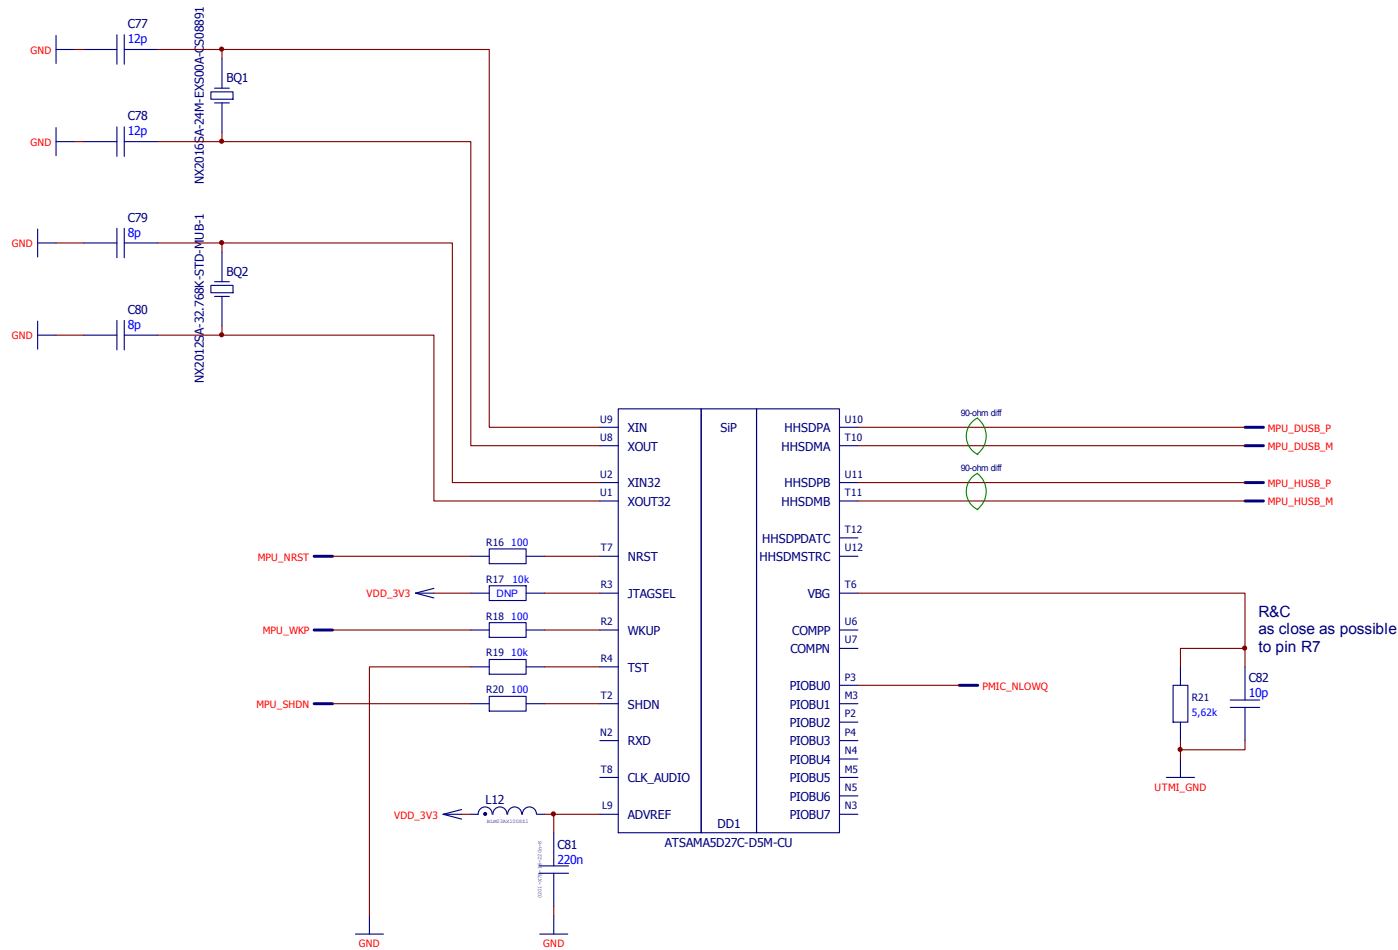 C77
12p
GND
BQ1
C78
12p
GND
NX2016SA-24M-EXS00A-CS08891
C79
8p
GND
BQ2
C80
8p
GND
NX2012SA-32.768K-STD-MUB-1
U9
XIN
U8
XOUT
U2
XIN32
U1
XOUT32
MPU_NRST
R16 100
T7
NRST
VDD_3V3
R17 10k
DNP
R3
JTAGSEL
MPU_WKP
R18 100
R2
WKUP
R19 10k
R4
TST
MPU_SHDN
R20 100
T2
SHDN
N2
RXD
T8
CLK_AUDIO
VDD_3V3
L12
L9
ADVREF
C81
220n
GND
GND
SiP
DD1
ATSAMA5D27C-D5M-CU
HHSDPA
U10
90-ohm diff
MPU_DUSB_P
HHSDMA
T10
MPU_DUSB_M
HHSDPB
U11
90-ohm diff
MPU_HUSB_P
HHSDMB
T11
MPU_HUSB_M
HHSDPDATC
T12
HHSDMSTRC
U12
VBG
T6
COMPP
U6
COMPN
U7
PIOBU0
P3
PMIC_NLOWQ
PIOBU1
M3
PIOBU2
P2
PIOBU3
P4
PIOBU4
N4
PIOBU5
M5
PIOBU6
N5
PIOBU7
N3
R&C
as close as possible
to pin R7
R21
5,62k
C82
10p
UTMI_GND